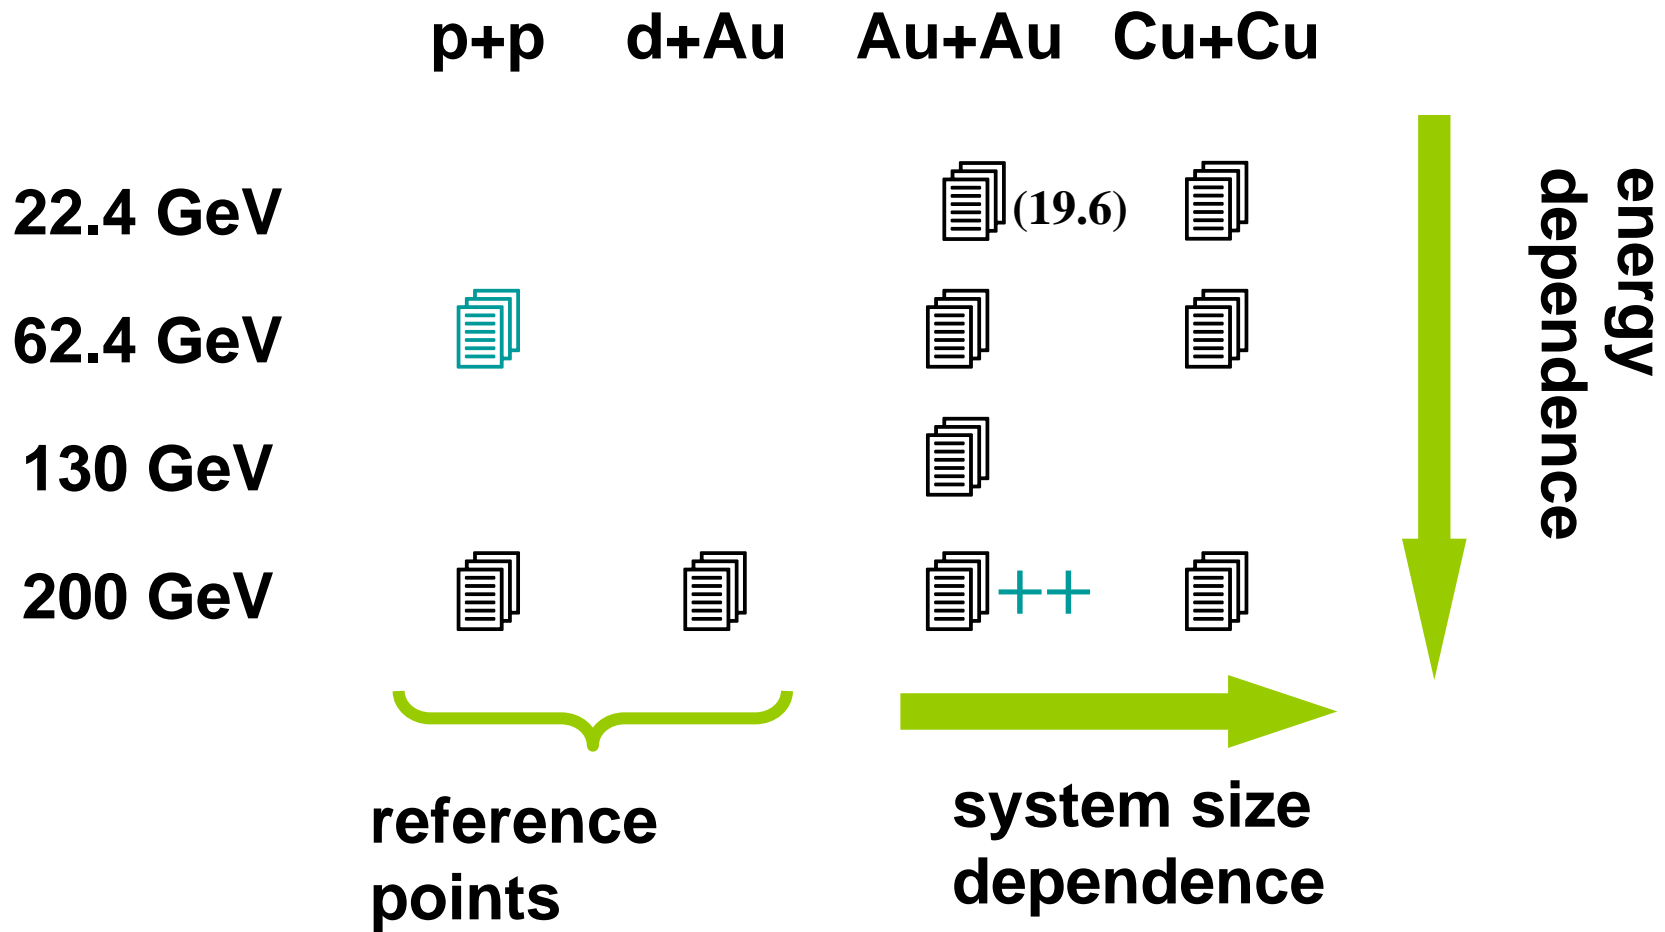 p+p d+Au Au+Au Cu+Cu
22.4 GeV (19.6)
62.4 GeV
130 GeV
200 GeV ++
energy
dependence
reference
points
system size
dependence